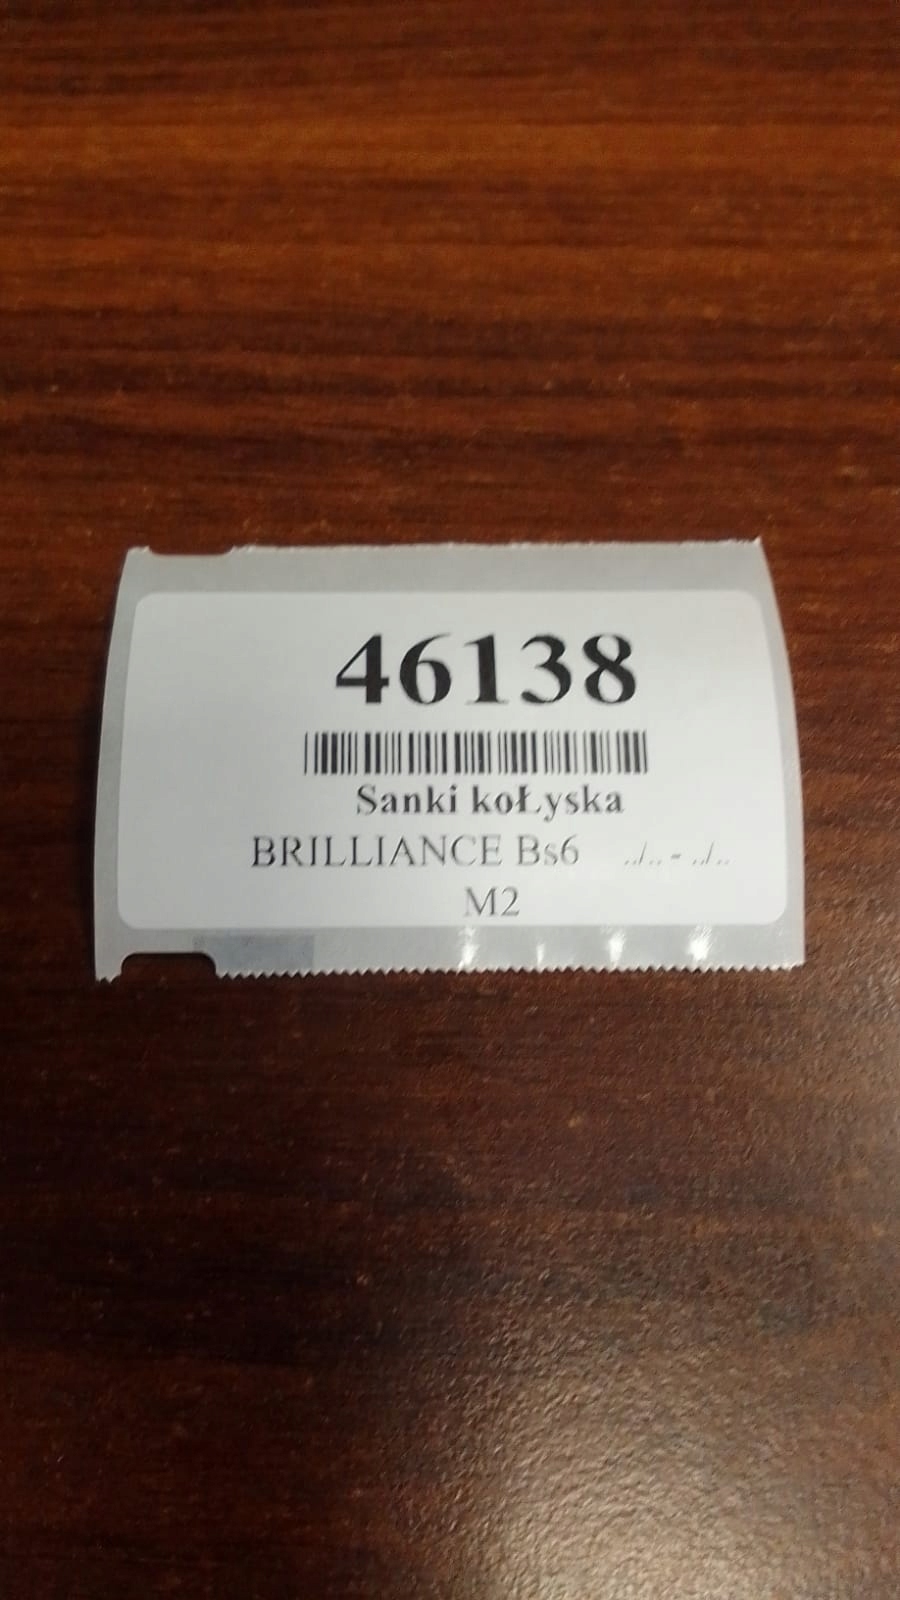 46138
Sanki koŁyska
BRILLIANCE Bs6 ../.. - ../..
M2